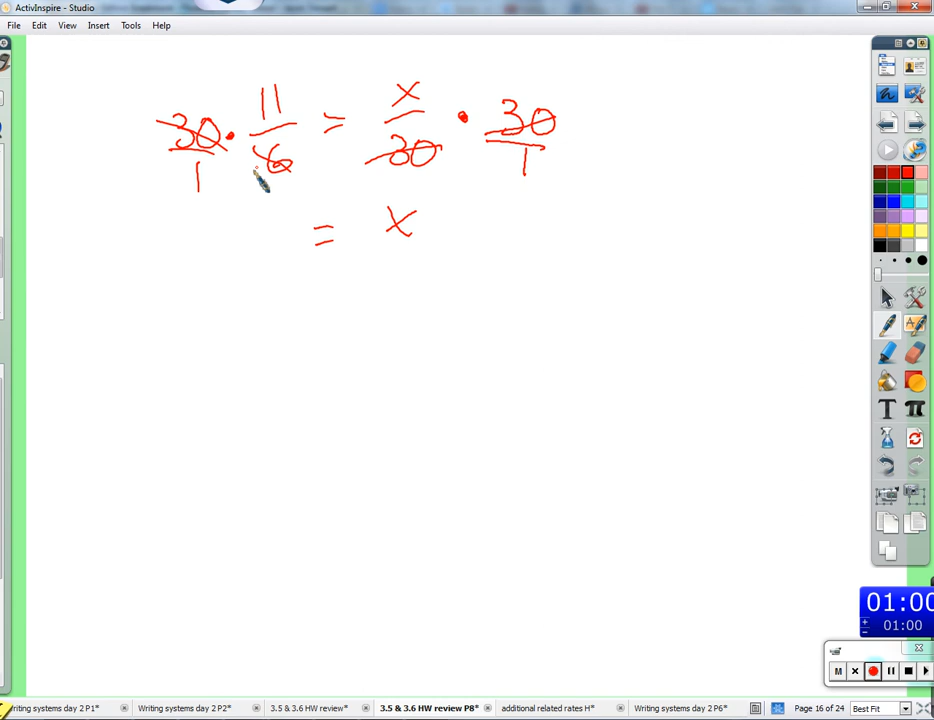 ActivInspire - Studio
File Edit View Insert Tools Help
30/1 · 11/6 = x/30 · 30/1
= x
01:00
01:00
M
riting systems day 2 P1* Writing systems day 2 P2* 3.5 & 3.6 HW review* 3.5 & 3.6 HW review P8* additional related rates H* Writing systems day 2 P6* Page 16 of 24 Best Fit